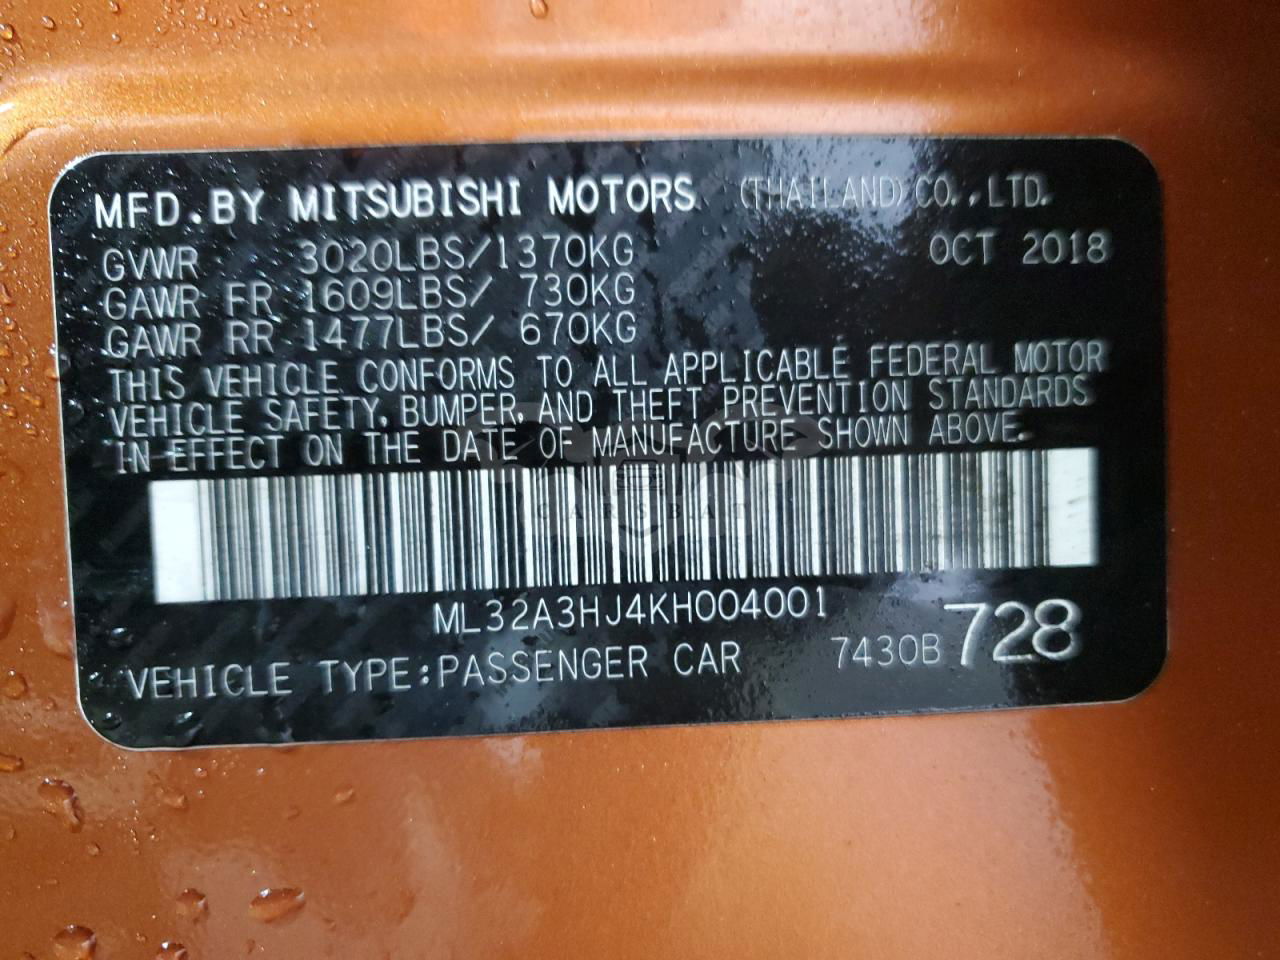 MFD.BY MITSUBISHI MOTORS (THAILAND)CO.,LTD.
GVWR 3020LBS/1370KG OCT 2018
GAWR FR 1609LBS/ 730KG
GAWR RR 1477LBS/ 670KG
THIS VEHICLE CONFORMS TO ALL APPLICABLE FEDERAL MOTOR
VEHICLE SAFETY, BUMPER, AND THEFT PREVENTION STANDARDS
IN EFFECT ON THE DATE OF MANUFACTURE SHOWN ABOVE.
CARSBAT
ML32A3HJ4KH004001
VEHICLE TYPE:PASSENGER CAR 7430B 728